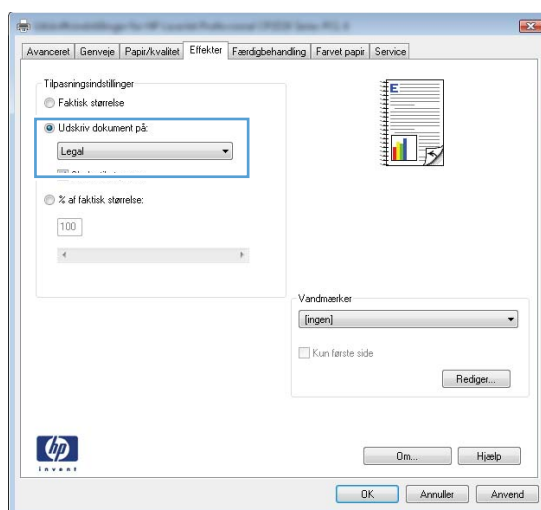 Avanceret Genveje Papir/kvalitet Effekter Færdigbehandling Farvet papir Service
Tilpasningsindstillinger
Faktisk størrelse
Udskriv dokument på:
Legal
% af faktisk størrelse:
100
E
Vandmærker
[ingen]
Kun første side
Rediger...
hp
invent
Om... Hjælp
OK Annuller Anvend